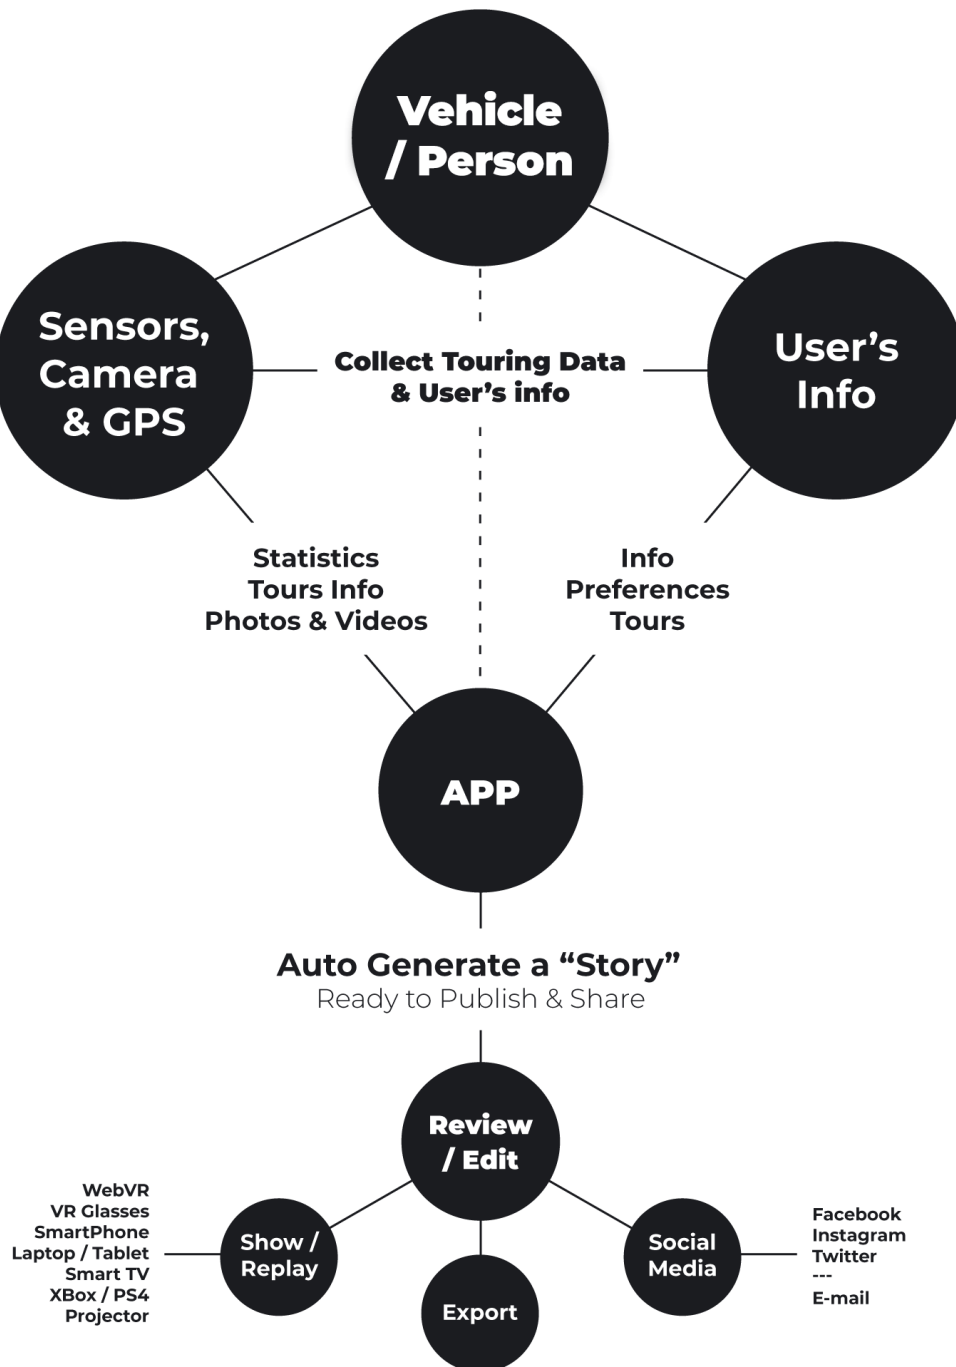 Vehicle
/ Person
Sensors,
Camera
& GPS
Collect Touring Data
& User’s info
User’s
Info
Statistics
Tours Info
Photos & Videos
Info
Preferences
Tours
APP
Auto Generate a “Story”
Ready to Publish & Share
Review
/ Edit
WebVR
VR Glasses
SmartPhone
Laptop / Tablet
Smart TV
XBox / PS4
Projector
Show /
Replay
Export
Social
Media
Facebook
Instagram
Twitter
---
E-mail